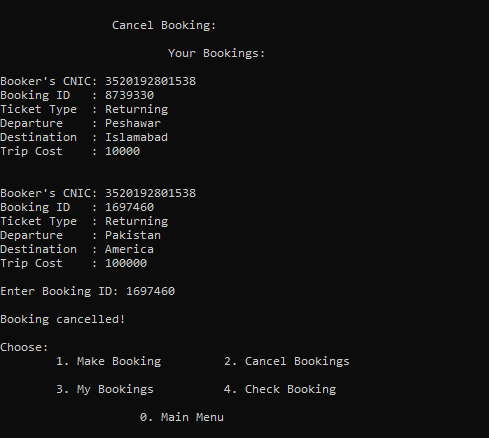 Cancel Booking:
Your Bookings:
Booker's CNIC: 3520192801538
Booking ID   : 8739330
Ticket Type  : Returning
Departure    : Peshawar
Destination  : Islamabad
Trip Cost    : 10000
Booker's CNIC: 3520192801538
Booking ID   : 1697460
Ticket Type  : Returning
Departure    : Pakistan
Destination  : America
Trip Cost    : 100000
Enter Booking ID: 1697460
Booking cancelled!
Choose:
1. Make Booking         2. Cancel Bookings
3. My Bookings          4. Check Booking
0. Main Menu